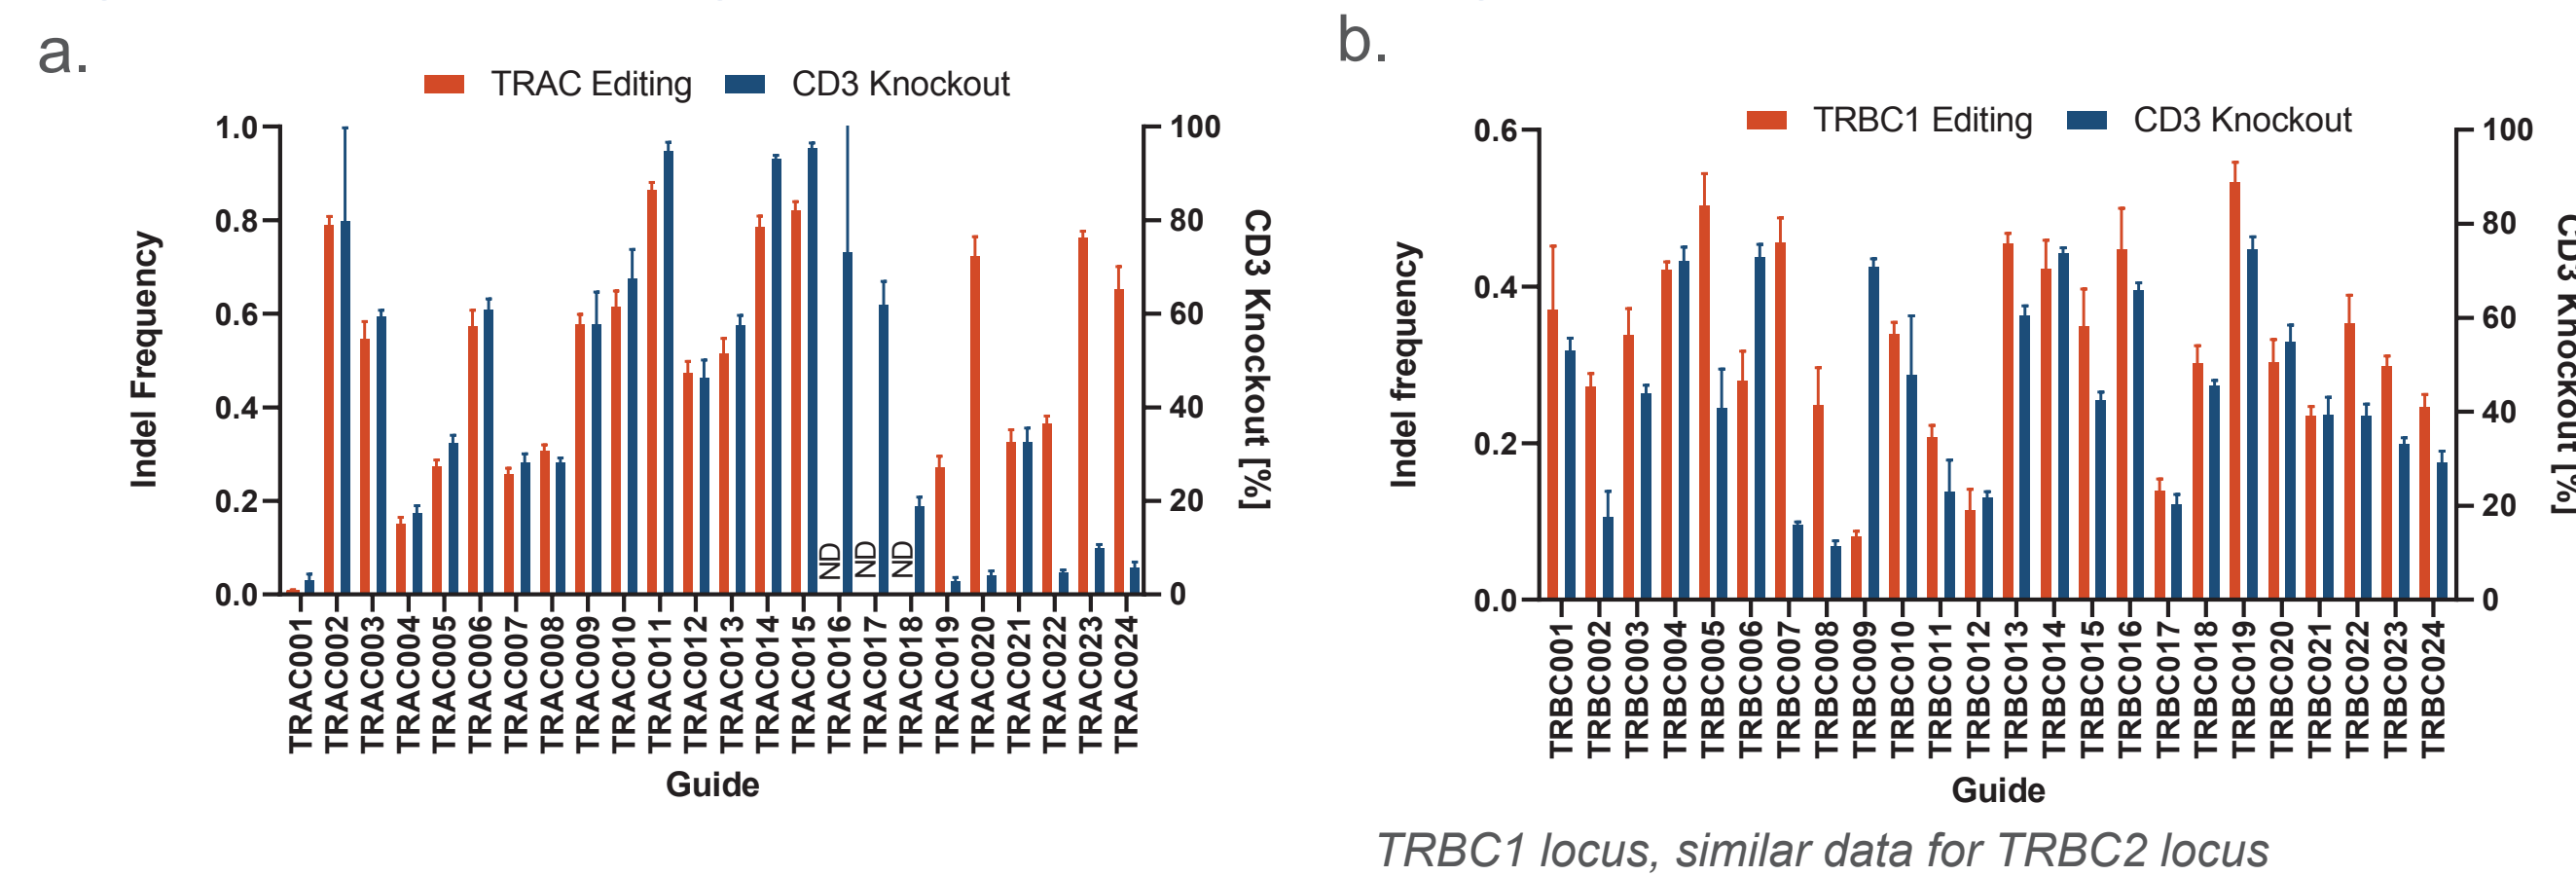 a.
TRAC Editing CD3 Knockout
1.0
0.8
0.6
0.4
0.2
0.0
Indel Frequency
100
80
60
40
20
0
CD3 Knockout [%]
ND
ND
ND
TRAC001
TRAC002
TRAC003
TRAC004
TRAC005
TRAC006
TRAC007
TRAC008
TRAC009
TRAC010
TRAC011
TRAC012
TRAC013
TRAC014
TRAC015
TRAC016
TRAC017
TRAC018
TRAC019
TRAC020
TRAC021
TRAC022
TRAC023
TRAC024
Guide
b.
TRBC1 Editing CD3 Knockout
0.6
0.4
0.2
0.0
Indel frequency
100
80
60
40
20
0
CD3 Knockout [%]
TRBC001
TRBC002
TRBC003
TRBC004
TRBC005
TRBC006
TRBC007
TRBC008
TRBC009
TRBC010
TRBC011
TRBC012
TRBC013
TRBC014
TRBC015
TRBC016
TRBC017
TRBC018
TRBC019
TRBC020
TRBC021
TRBC022
TRBC023
TRBC024
Guide
TRBC1 locus, similar data for TRBC2 locus